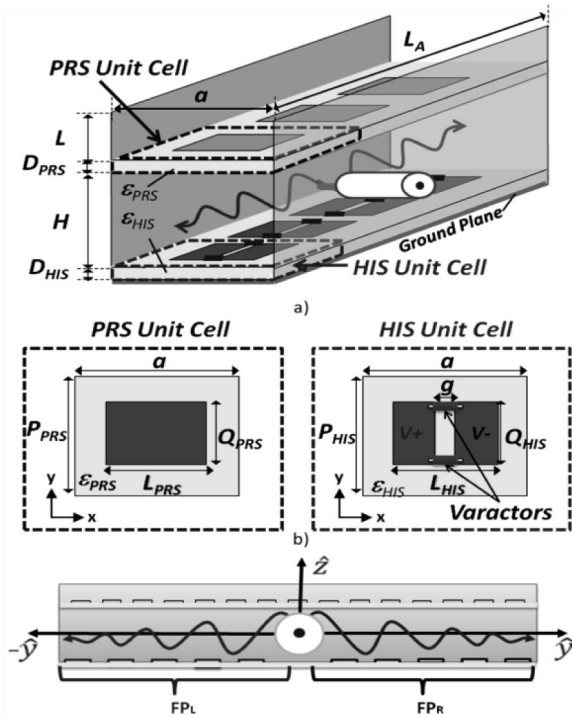 L_A
PRS Unit Cell
a
L
D_PRS
ε_PRS
ε_HIS
H
Ground Plane
D_HIS
HIS Unit Cell
a)
PRS Unit Cell
HIS Unit Cell
a
a
g
P_PRS
Q_PRS
P_HIS
V+
V-
Q_HIS
ε_PRS
L_PRS
ε_HIS
L_HIS
y
x
y
x
Varactors
b)
ẑ
-ŷ
ŷ
FP_L
FP_R